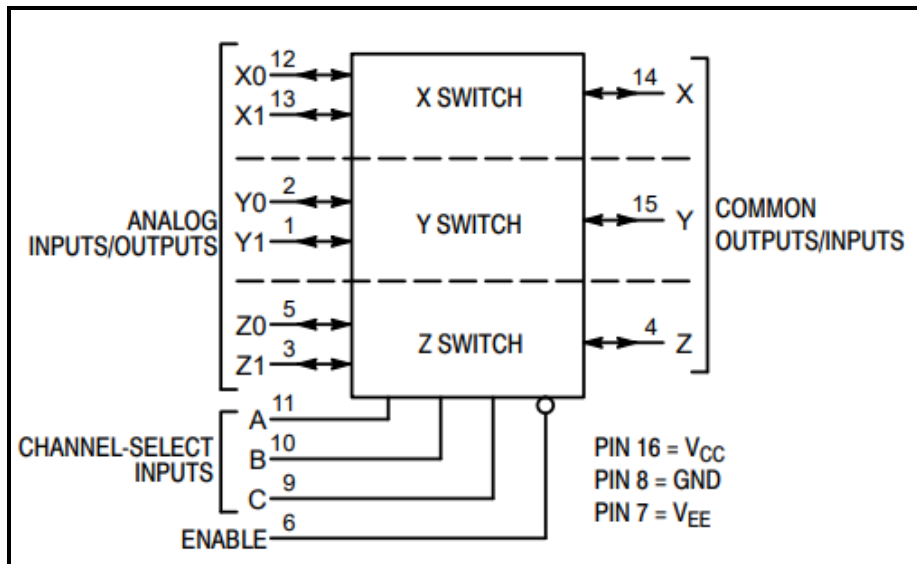 X0 12
X1 13
X SWITCH
14 X
Y0 2
Y1 1
Y SWITCH
15 Y
Z0 5
Z1 3
Z SWITCH
4 Z
ANALOG
INPUTS/OUTPUTS
COMMON
OUTPUTS/INPUTS
A 11
B 10
C 9
CHANNEL-SELECT
INPUTS
ENABLE 6
PIN 16 = VCC
PIN 8 = GND
PIN 7 = VEE